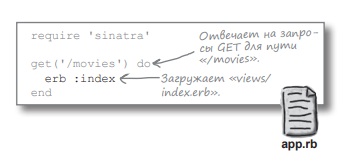 require 'sinatra'
Отвечает на запро-
сы GET для пути
«/movies».
get('/movies') do
erb :index
Загружает «views/
index.erb».
end
app.rb